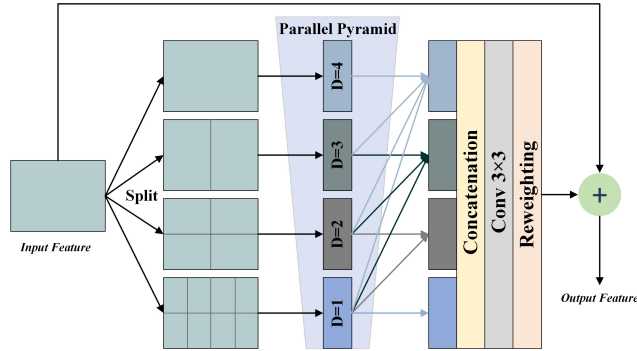 Parallel Pyramid
D=4
D=3
Split
D=2
D=1
Concatenation
Conv 3×3
Reweighting
+
Input Feature
Output Feature